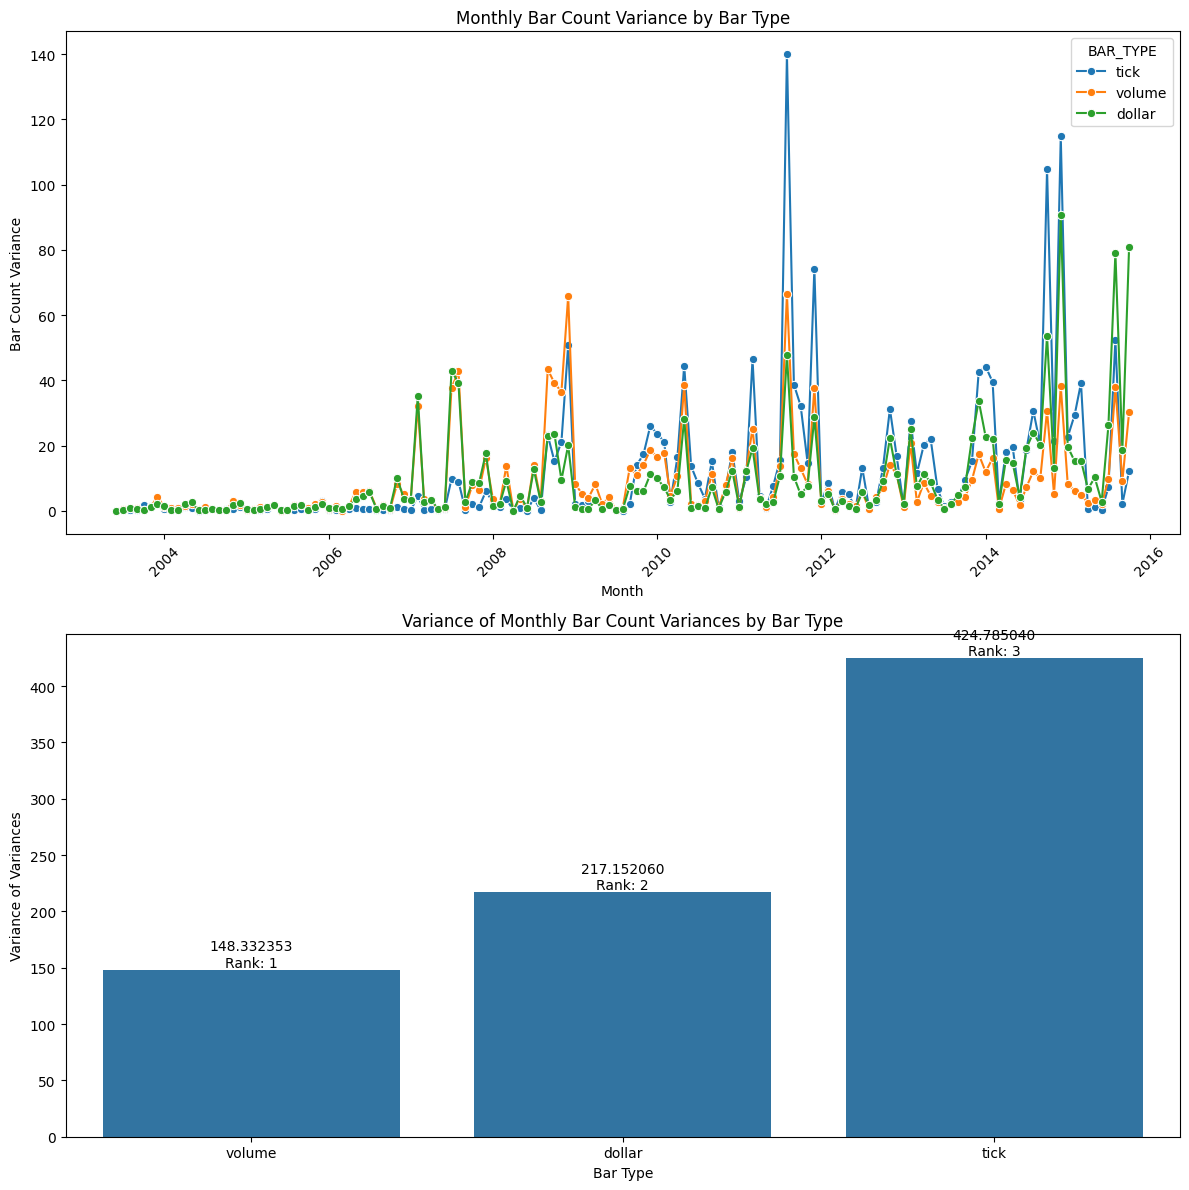 Monthly Bar Count Variance by Bar Type
BAR_TYPE
tick
volume
dollar
140
120
100
80
60
40
20
0
Bar Count Variance
2004
2006
2008
2010
2012
2014
2016
Month
Variance of Monthly Bar Count Variances by Bar Type
424.785040
Rank: 3
217.152060
Rank: 2
148.332353
Rank: 1
400
350
300
250
200
150
100
50
0
Variance of Variances
volume
dollar
tick
Bar Type